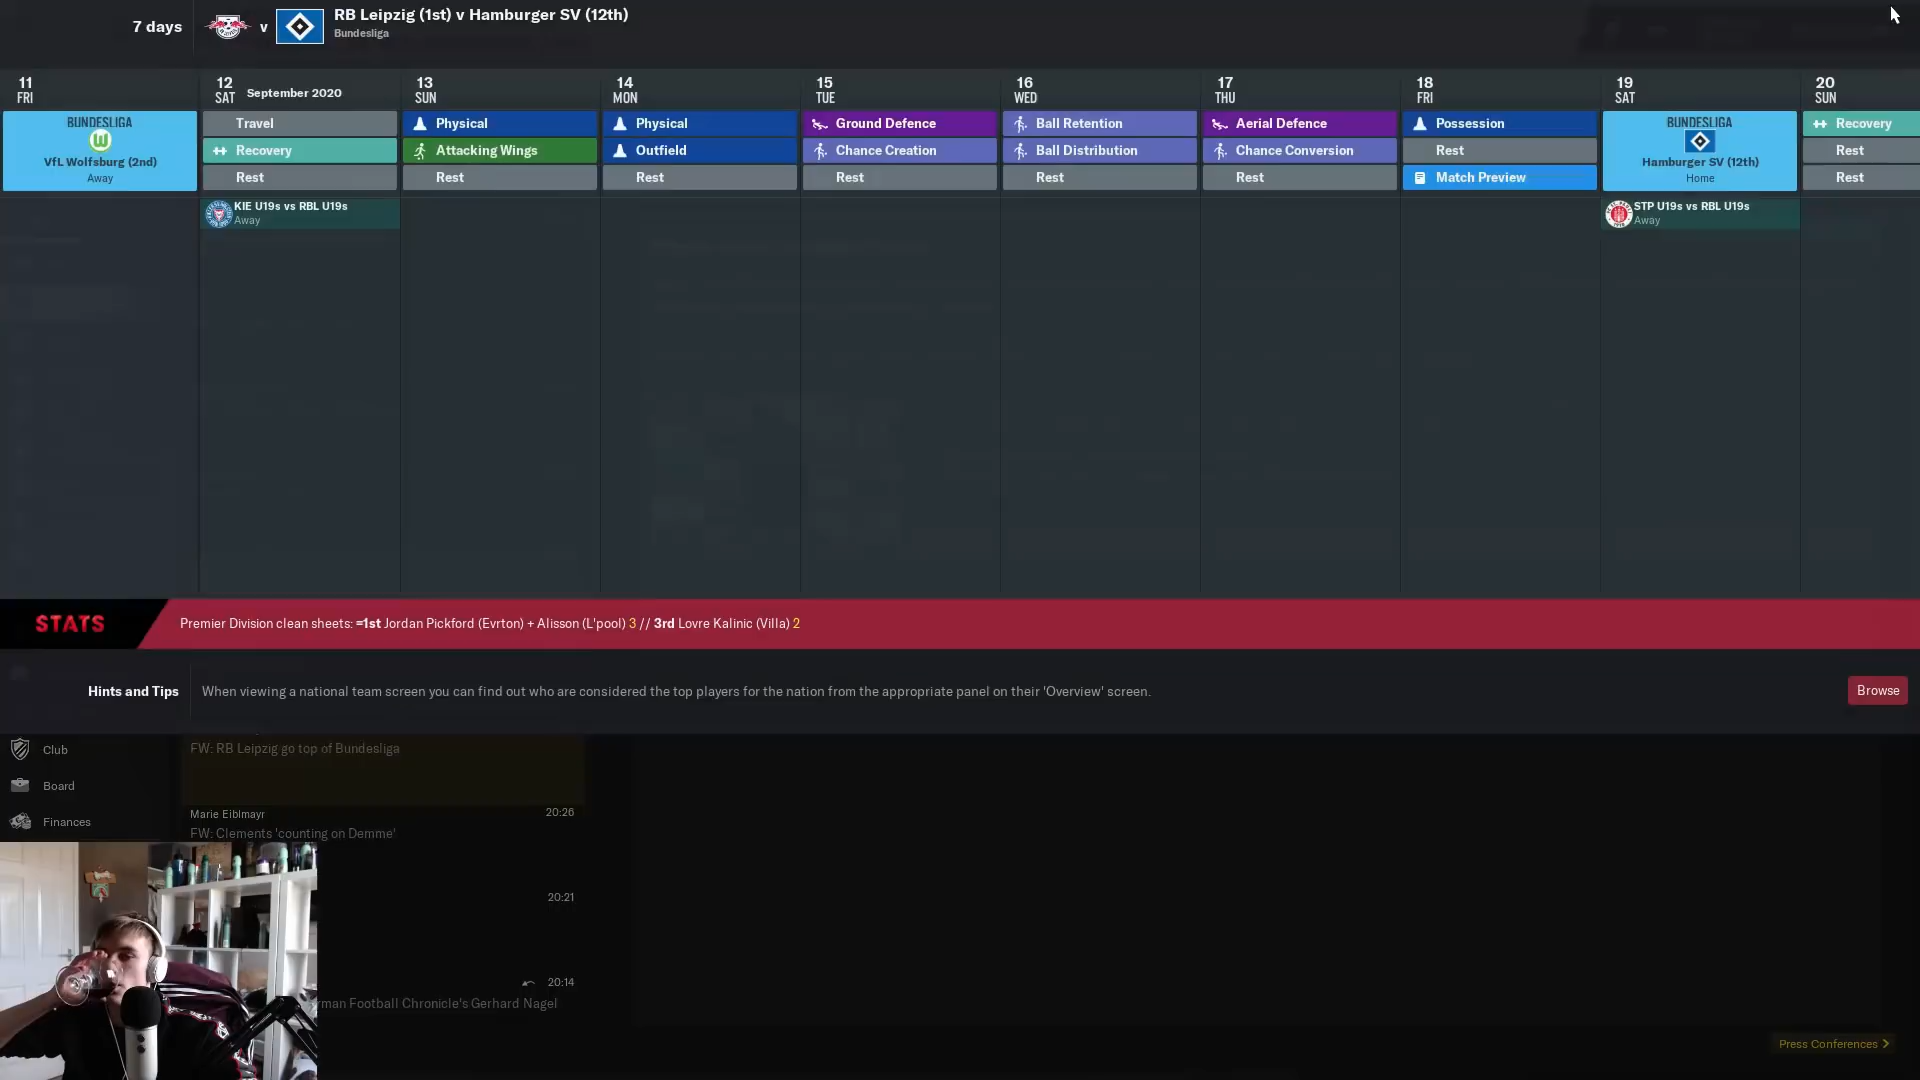 7 days
v
RB Leipzig (1st) v Hamburger SV (12th)
Bundesliga
11
FRI
12
SAT
September 2020
13
SUN
14
MON
15
TUE
16
WED
17
THU
18
FRI
19
SAT
20
SUN
BUNDESLIGA
VfL Wolfsburg (2nd)
Away
Travel
Recovery
Rest
Physical
Attacking Wings
Rest
Physical
Outfield
Rest
Ground Defence
Chance Creation
Rest
Ball Retention
Ball Distribution
Rest
Aerial Defence
Chance Conversion
Rest
Possession
Rest
Match Preview
BUNDESLIGA
Hamburger SV (12th)
Home
Recovery
Rest
Rest
KIE U19s vs RBL U19s
Away
STP U19s vs RBL U19s
Away
STATS
Premier Division clean sheets: =1st Jordan Pickford (Evrton) + Alisson (L'pool) 3 // 3rd Lovre Kalinic (Villa) 2
Hints and Tips
When viewing a national team screen you can find out who are considered the top players for the nation from the appropriate panel on their 'Overview' screen.
Browse
Club
Board
Finances
FW: RB Leipzig go top of Bundesliga
Marie Eiblmayr
20:26
FW: Clements 'counting on Demme'
20:21
20:14
rman Football Chronicle's Gerhard Nagel
Press Conferences